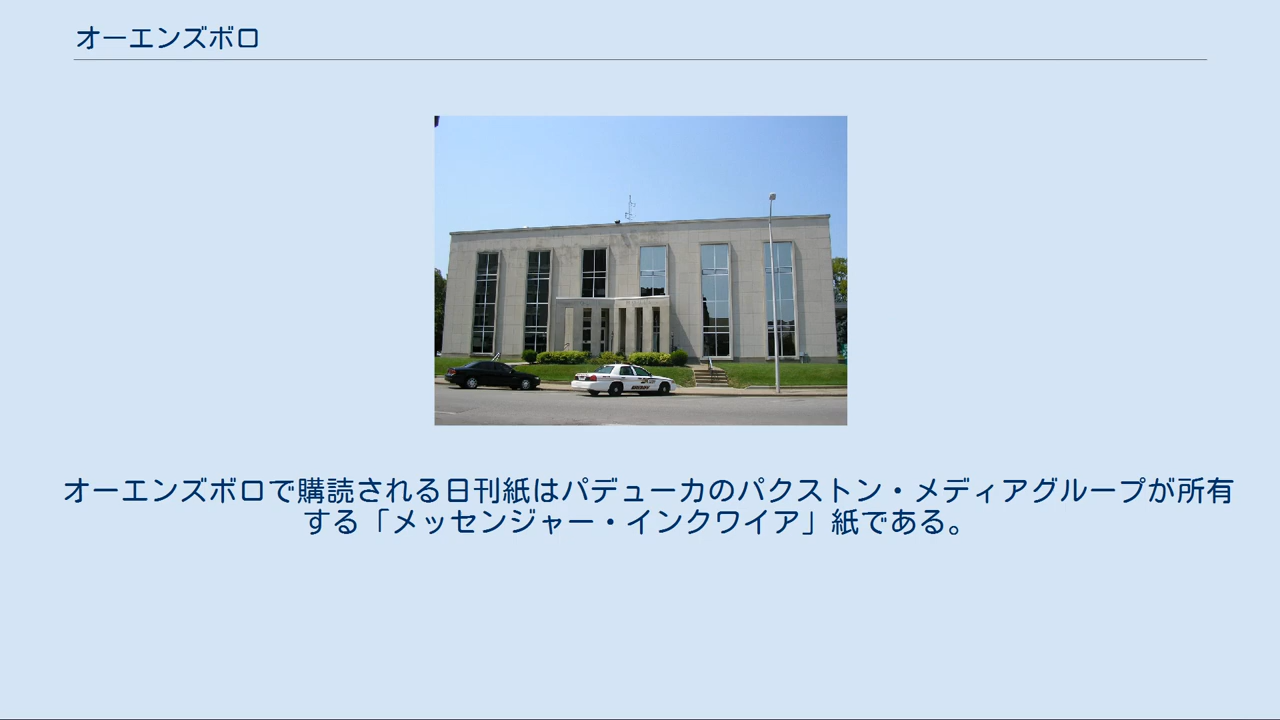 オーエンズボロ
オーエンズボロで購読される日刊紙はパデューカのパクストン・メディアグループが所有
する「メッセンジャー・インクワイア」紙である。